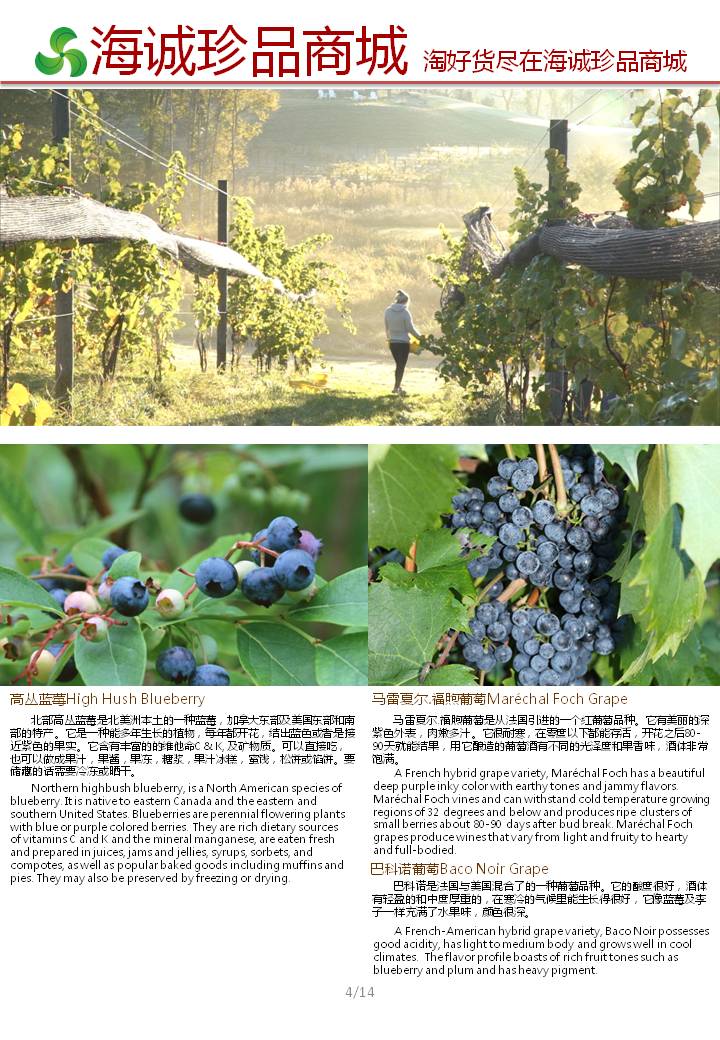 海诚珍品商城 淘好货尽在海诚珍品商城
高丛蓝莓High Hush Blueberry
北部高丛蓝莓是北美洲本土的一种蓝莓，加拿大东部及美国东部和南
部的特产。它是一种能多年生长的植物，每年都开花，结出蓝色或者是接
近紫色的果实。它含有丰富的的维他命C & K, 及矿物质。可以直接吃，
也可以做成果汁，果酱，果冻，糖浆，果汁冰糕，蜜饯，松饼或馅饼。要
储藏的话需要冷冻或晒干。
Northern highbush blueberry, is a North American species of
blueberry. It is native to eastern Canada and the eastern and
southern United States. Blueberries are perennial flowering plants
with blue or purple colored berries. They are rich dietary sources
of vitamins C and K and the mineral manganese, are eaten fresh
and prepared in juices, jams and jellies, syrups, sorbets, and
compotes, as well as popular baked goods including muffins and
pies. They may also be preserved by freezing or drying.
马雷夏尔.福煦葡萄Maréchal Foch Grape
马雷夏尔.福煦葡萄是从法国引进的一个红葡萄品种。它有美丽的深
紫色外表，肉嫩多汁。它很耐寒，在零度以下都能存活，开花之后80-
90天就能结果，用它酿造的葡萄酒有不同的光泽度和果香味，酒体非常
饱满。
A French hybrid grape variety, Maréchal Foch has a beautiful
deep purple inky color with earthy tones and jammy flavors.
Maréchal Foch vines and can withstand cold temperature growing
regions of 32 degrees and below and produces ripe clusters of
small berries about 80-90 days after bud break. Maréchal Foch
grapes produce wines that vary from light and fruity to hearty
and full-bodied.
巴科诺葡萄Baco Noir Grape
巴科诺是法国与美国混合了的一种葡萄品种。它的酸度很好，酒体
有轻盈的和中度厚重的，在寒冷的气候里能生长得很好，它像蓝莓及李
子一样充满了水果味，颜色很深。
A French-American hybrid grape variety, Baco Noir possesses
good acidity, has light to medium body and grows well in cool
climates. The flavor profile boasts of rich fruit tones such as
blueberry and plum and has heavy pigment.
4/14